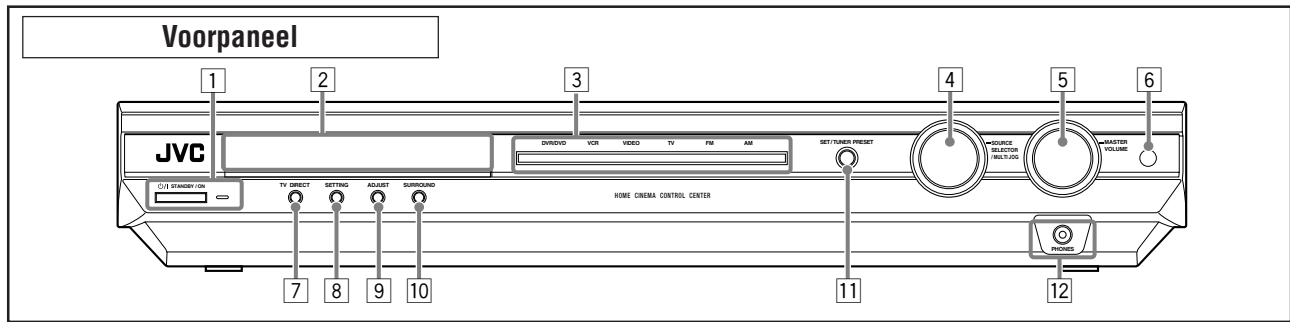 Voorpaneel
1 2 3 4 5 6
DVR/DVD VCR VIDEO TV FM AM
SET/TUNER PRESET
SOURCE
SELECTOR
/MULTI JOG
MASTER
VOLUME
JVC
⏻/| STANDBY/ON
TV DIRECT SETTING ADJUST SURROUND
HOME CINEMA CONTROL CENTER
PHONES
7 8 9 10 11 12